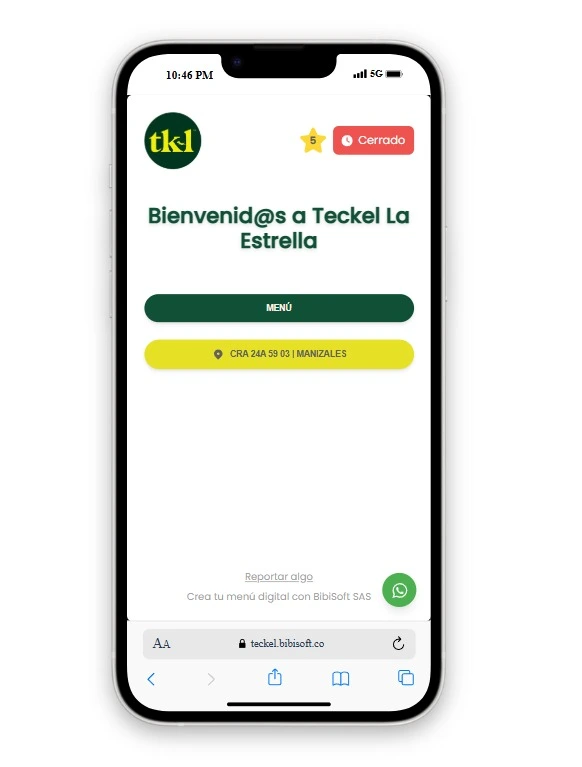 10:46 PM
5G
tkl
5
Cerrado
Bienvenid@s a Teckel La
Estrella
MENÚ
CRA 24A 59 03 | MANIZALES
Reportar algo
Crea tu menú digital con BibiSoft SAS
AA
teckel.bibisoft.co